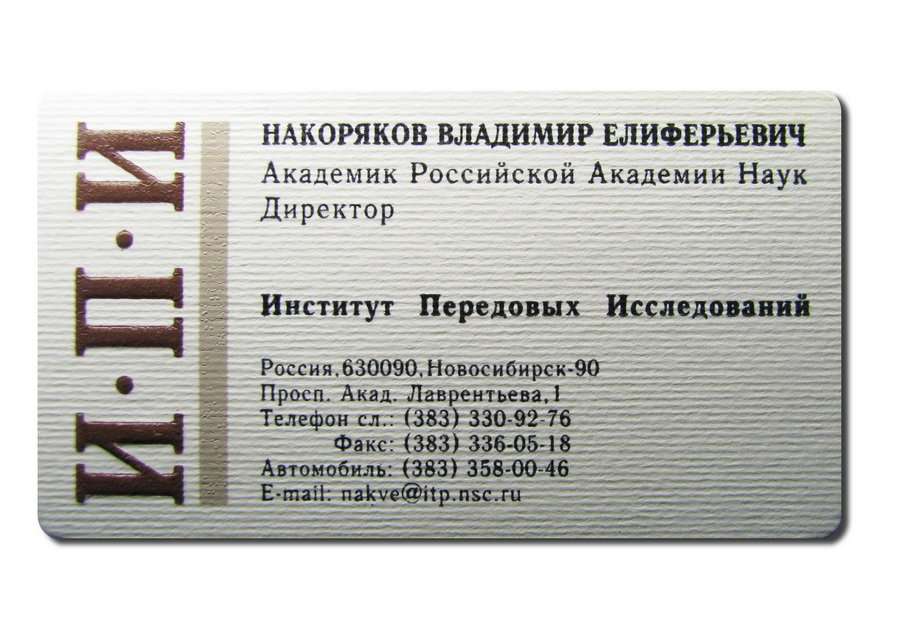 И·П·И
НАКОРЯКОВ ВЛАДИМИР ЕЛИФЕРЬЕВИЧ
Академик Российской Академии Наук
Директор
Институт Передовых Исследований
Россия,630090,Новосибирск-90
Просп. Акад. Лаврентьева,1
Телефон сл.: (383) 330-92-76
Факс: (383) 336-05-18
Автомобиль: (383) 358-00-46
E-mail: nakve@itp.nsc.ru